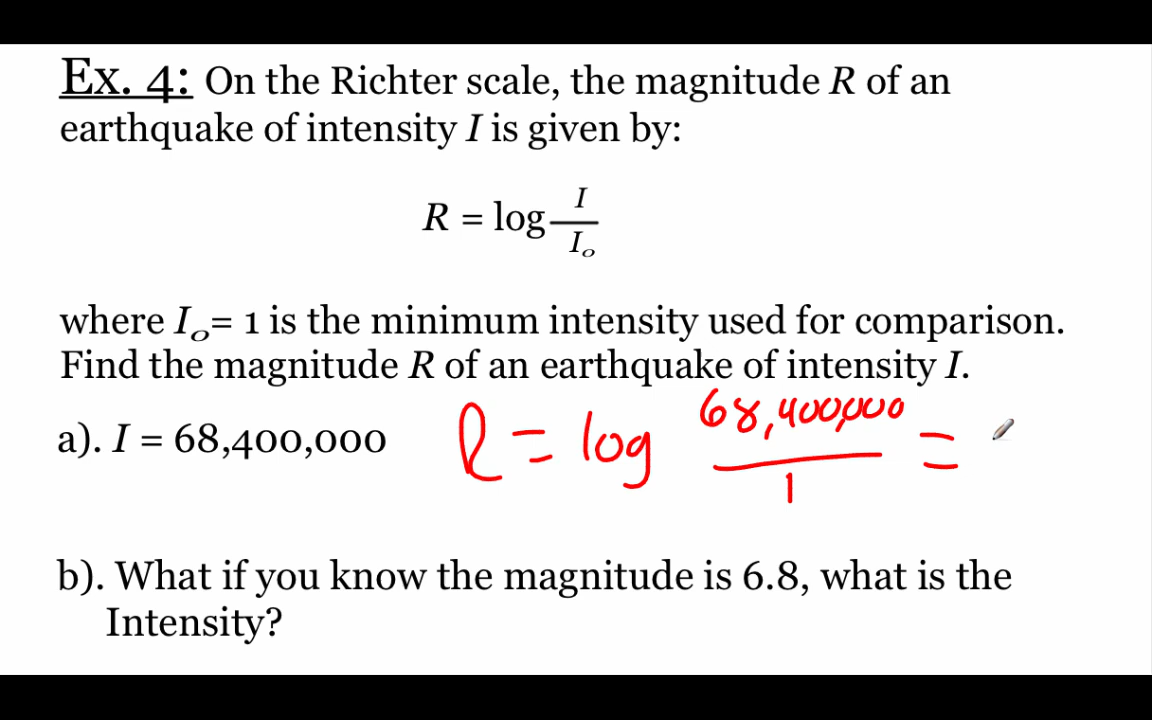 Ex. 4: On the Richter scale, the magnitude R of an
earthquake of intensity I is given by:
R = log I/Iₒ
where Iₒ= 1 is the minimum intensity used for comparison.
Find the magnitude R of an earthquake of intensity I.
a). I = 68,400,000 R = log 68,400,000/1 =
b). What if you know the magnitude is 6.8, what is the
Intensity?